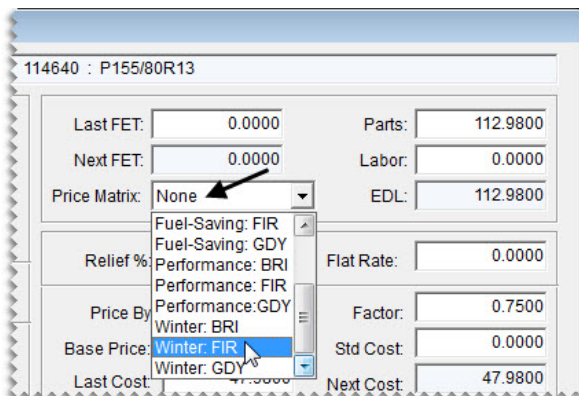 114640 : P155/80R13
Last FET: 0.0000 Parts: 112.9800
Next FET: 0.0000 Labor: 0.0000
Price Matrix: None EDL: 112.9800
Fuel-Saving: FIR
Fuel-Saving: GDY
Relief %: Flat Rate: 0.0000
Performance: BRI
Performance: FIR
Performance:GDY
Price By Factor: 0.7500
Winter: BRI
Base Price: Winter: FIR Std Cost: 0.0000
Winter: GDY
Last Cost: 47.9800 Next Cost: 47.9800